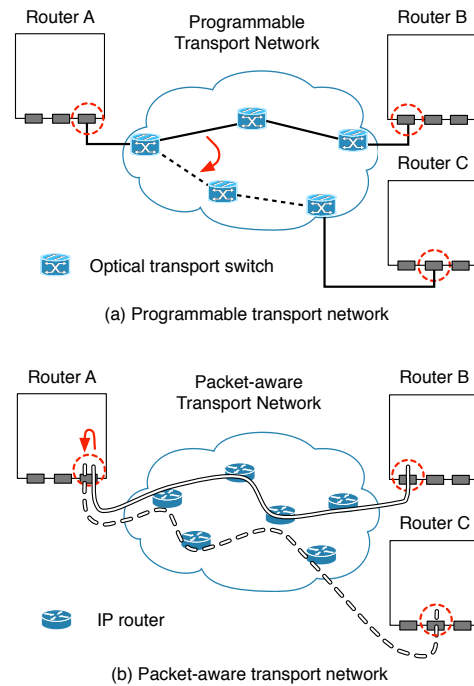 Router A
Programmable
Transport Network
Router B
Router C
Optical transport switch
(a) Programmable transport network
Router A
Packet-aware
Transport Network
Router B
Router C
IP router
(b) Packet-aware transport network